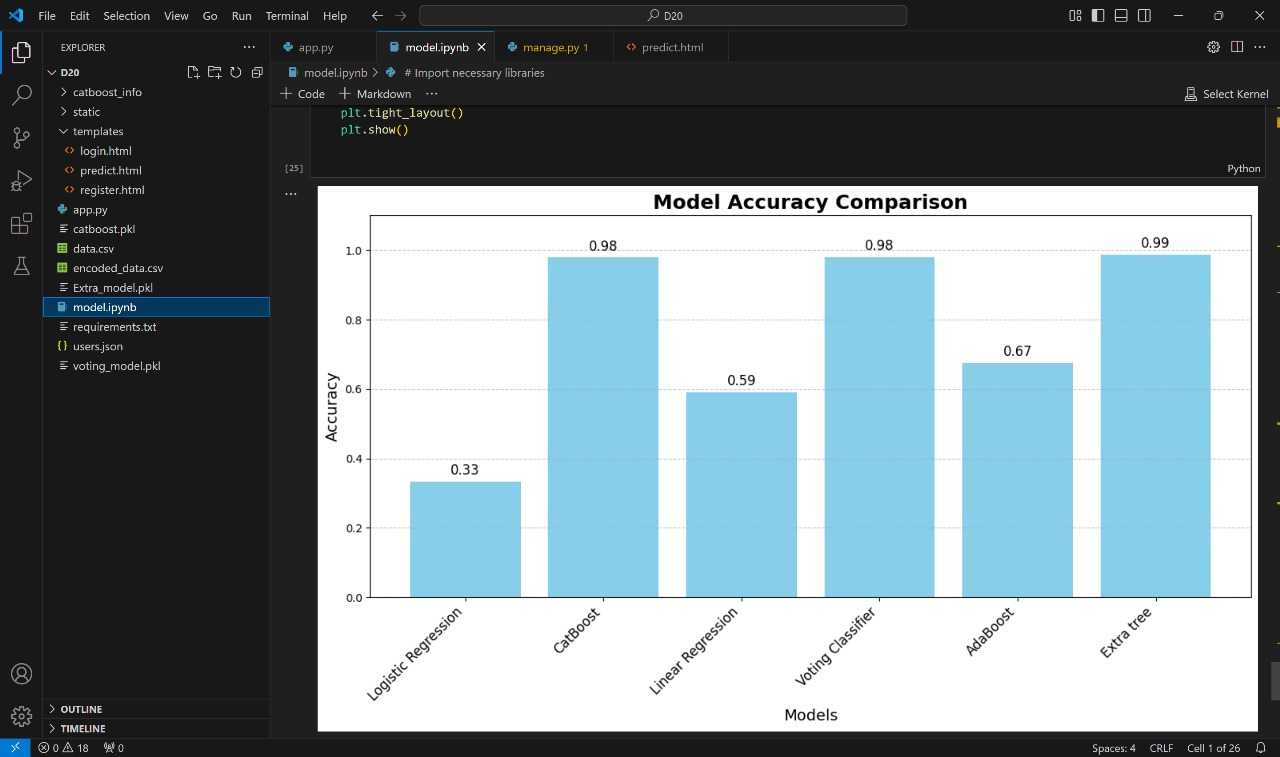 File Edit Selection View Go Run Terminal Help
D20
EXPLORER
app.py
model.ipynb
manage.py 1
predict.html
D20
catboost_info
static
templates
login.html
predict.html
register.html
app.py
catboost.pkl
data.csv
encoded_data.csv
Extra_model.pkl
model.ipynb
requirements.txt
users.json
voting_model.pkl
OUTLINE
TIMELINE
model.ipynb > # Import necessary libraries
+ Code + Markdown ...
Select Kernel
plt.tight_layout()
plt.show()
[25]
Python
Model Accuracy Comparison
Accuracy
1.0
0.8
0.6
0.4
0.2
0.0
0.33
0.98
0.59
0.98
0.67
0.99
Logistic Regression
CatBoost
Linear Regression
Voting Classifier
AdaBoost
Extra tree
Models
0 18 0
Spaces: 4 CRLF Cell 1 of 26